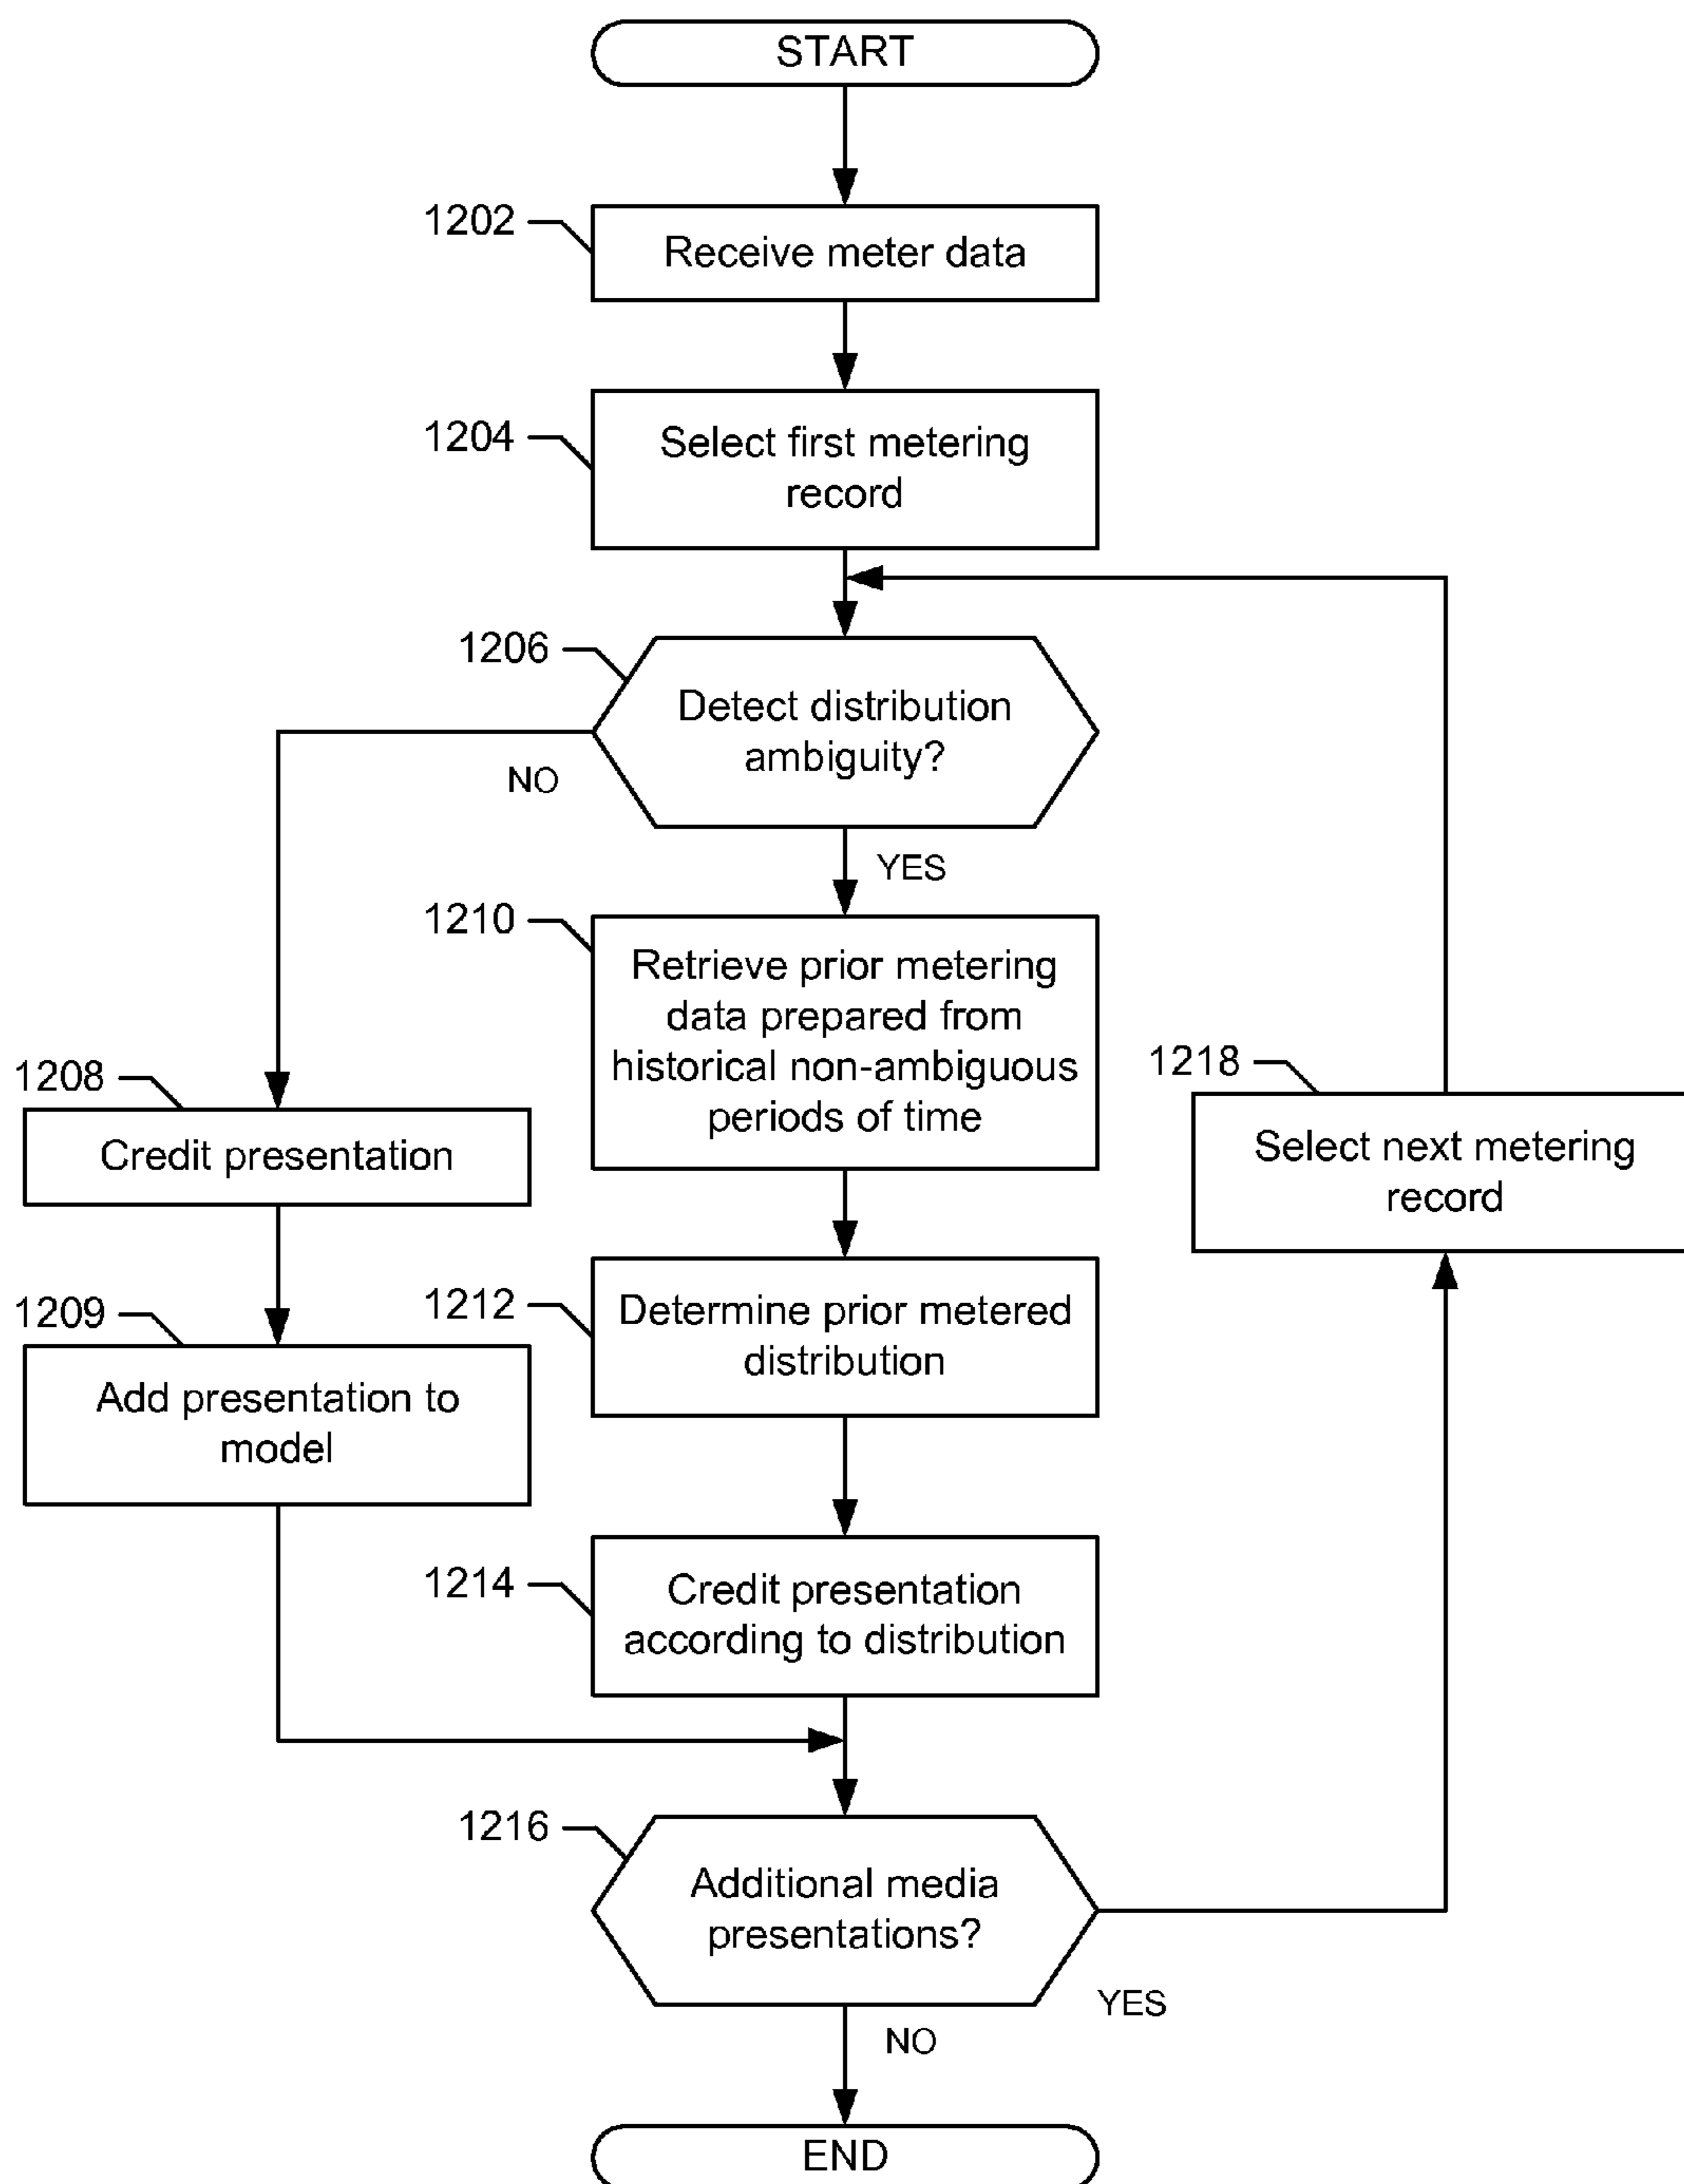 START
1202
Receive meter data
1204
Select first metering
record
1206
Detect distribution
ambiguity?
NO
YES
1210
Retrieve prior metering
data prepared from
historical non-ambiguous
periods of time
1208
Credit presentation
1218
Select next metering
record
1209
Add presentation to
model
1212
Determine prior metered
distribution
1214
Credit presentation
according to distribution
1216
Additional media
presentations?
YES
NO
END